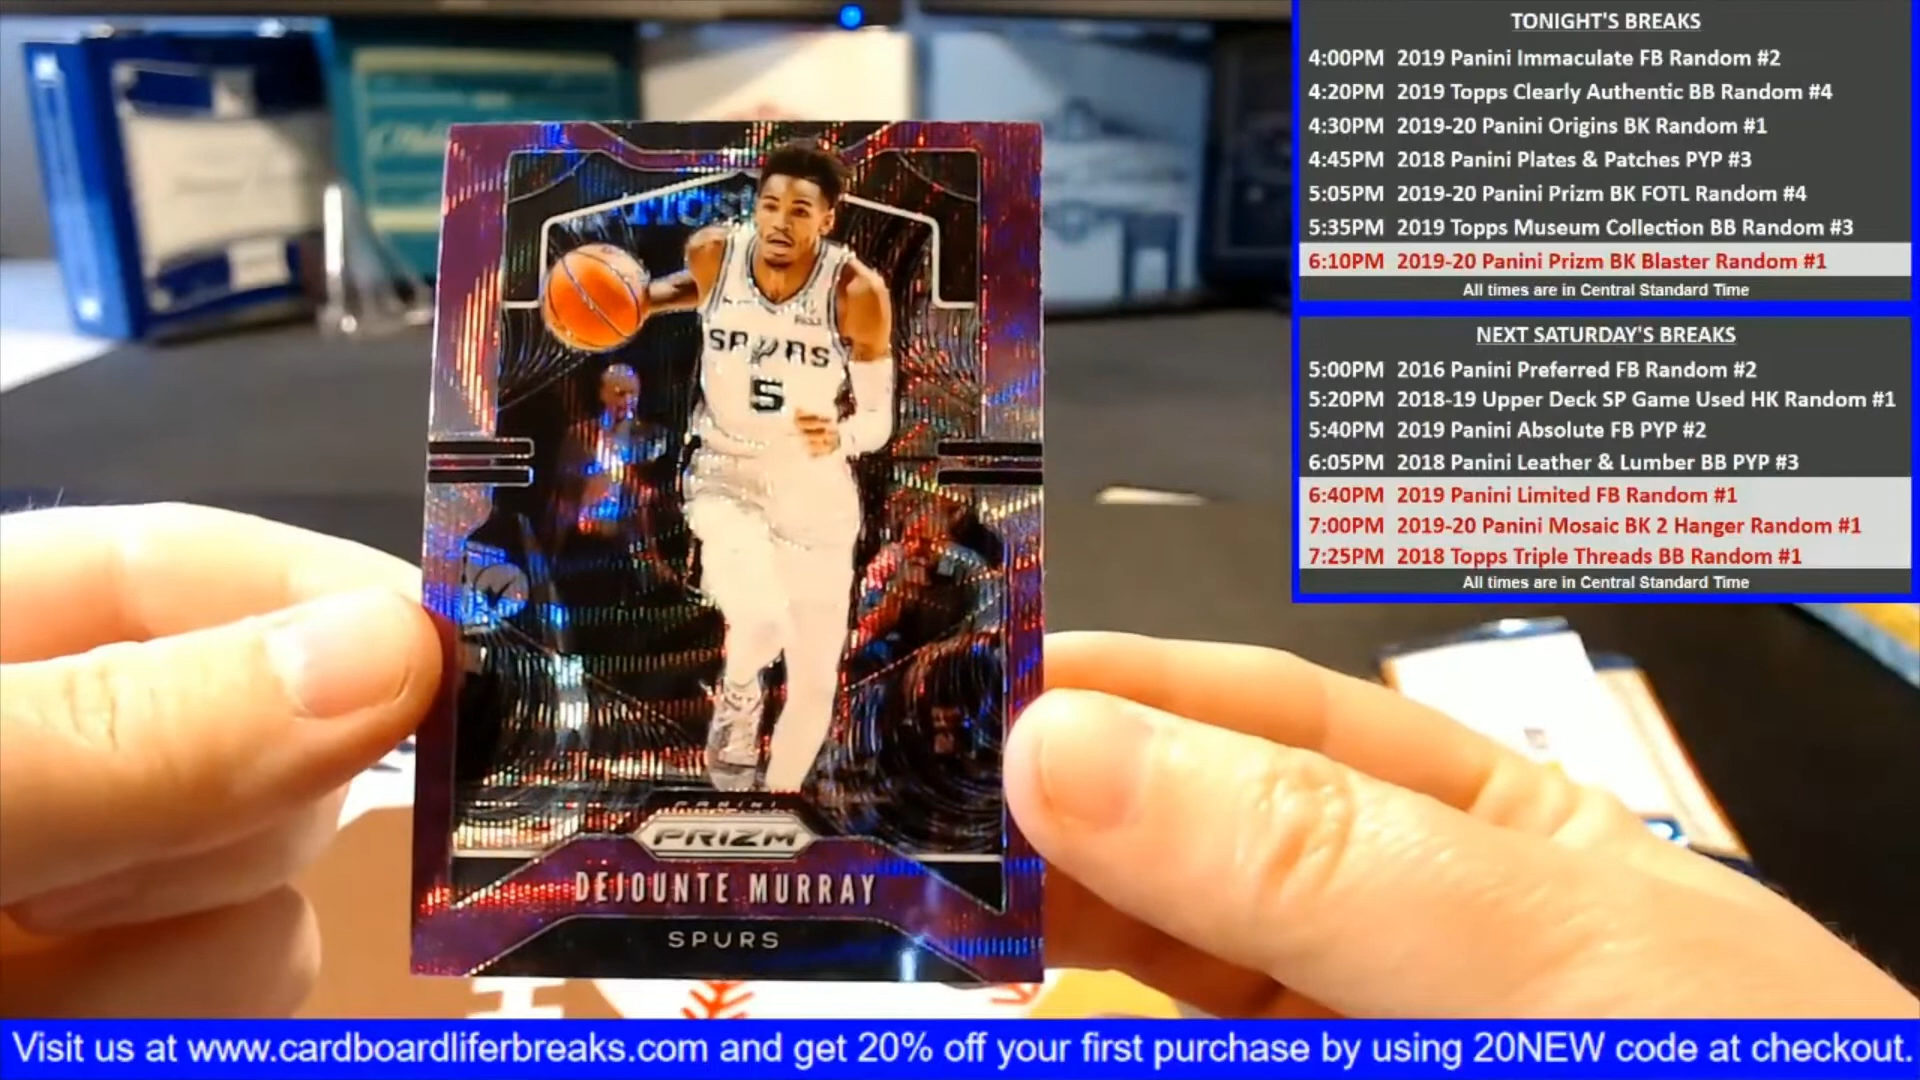 SPURS
5
PANINI
PRIZM
DEJOUNTE MURRAY
SPURS
TONIGHT'S BREAKS
4:00PM 2019 Panini Immaculate FB Random #2
4:20PM 2019 Topps Clearly Authentic BB Random #4
4:30PM 2019-20 Panini Origins BK Random #1
4:45PM 2018 Panini Plates & Patches PYP #3
5:05PM 2019-20 Panini Prizm BK FOTL Random #4
5:35PM 2019 Topps Museum Collection BB Random #3
6:10PM 2019-20 Panini Prizm BK Blaster Random #1
All times are in Central Standard Time
NEXT SATURDAY'S BREAKS
5:00PM 2016 Panini Preferred FB Random #2
5:20PM 2018-19 Upper Deck SP Game Used HK Random #1
5:40PM 2019 Panini Absolute FB PYP #2
6:05PM 2018 Panini Leather & Lumber BB PYP #3
6:40PM 2019 Panini Limited FB Random #1
7:00PM 2019-20 Panini Mosaic BK 2 Hanger Random #1
7:25PM 2018 Topps Triple Threads BB Random #1
All times are in Central Standard Time
Visit us at www.cardboardliferbreaks.com and get 20% off your first purchase by using 20NEW code at checkout.